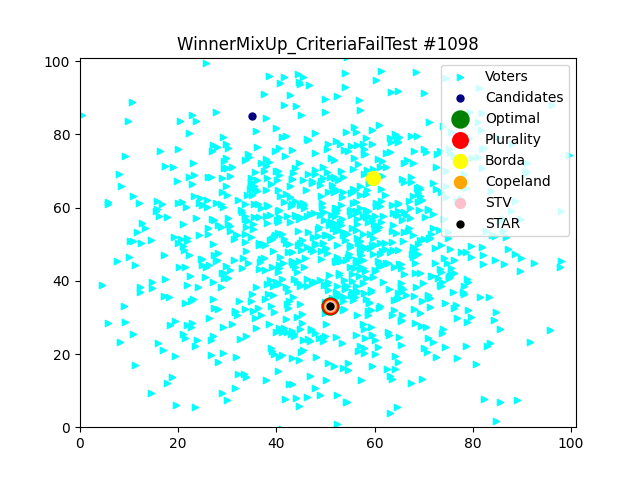 WinnerMixUp_CriteriaFailTest #1098
100
80
60
40
20
0
0
20
40
60
80
100
Voters
Candidates
Optimal
Plurality
Borda
Copeland
STV
STAR